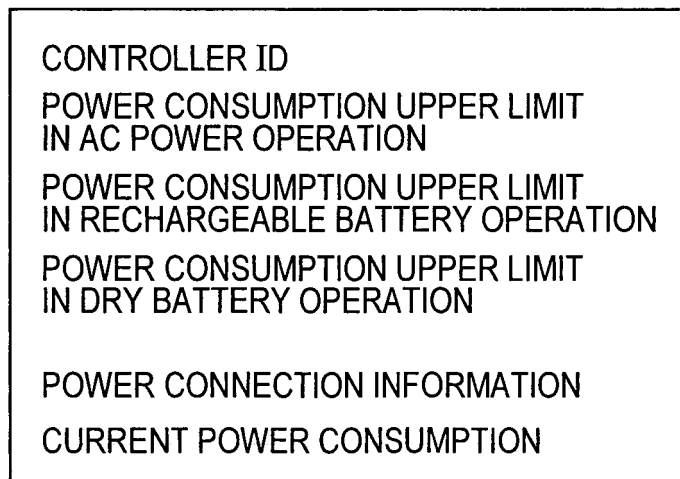 CONTROLLER ID
POWER CONSUMPTION UPPER LIMIT
IN AC POWER OPERATION
POWER CONSUMPTION UPPER LIMIT
IN RECHARGEABLE BATTERY OPERATION
POWER CONSUMPTION UPPER LIMIT
IN DRY BATTERY OPERATION
POWER CONNECTION INFORMATION
CURRENT POWER CONSUMPTION